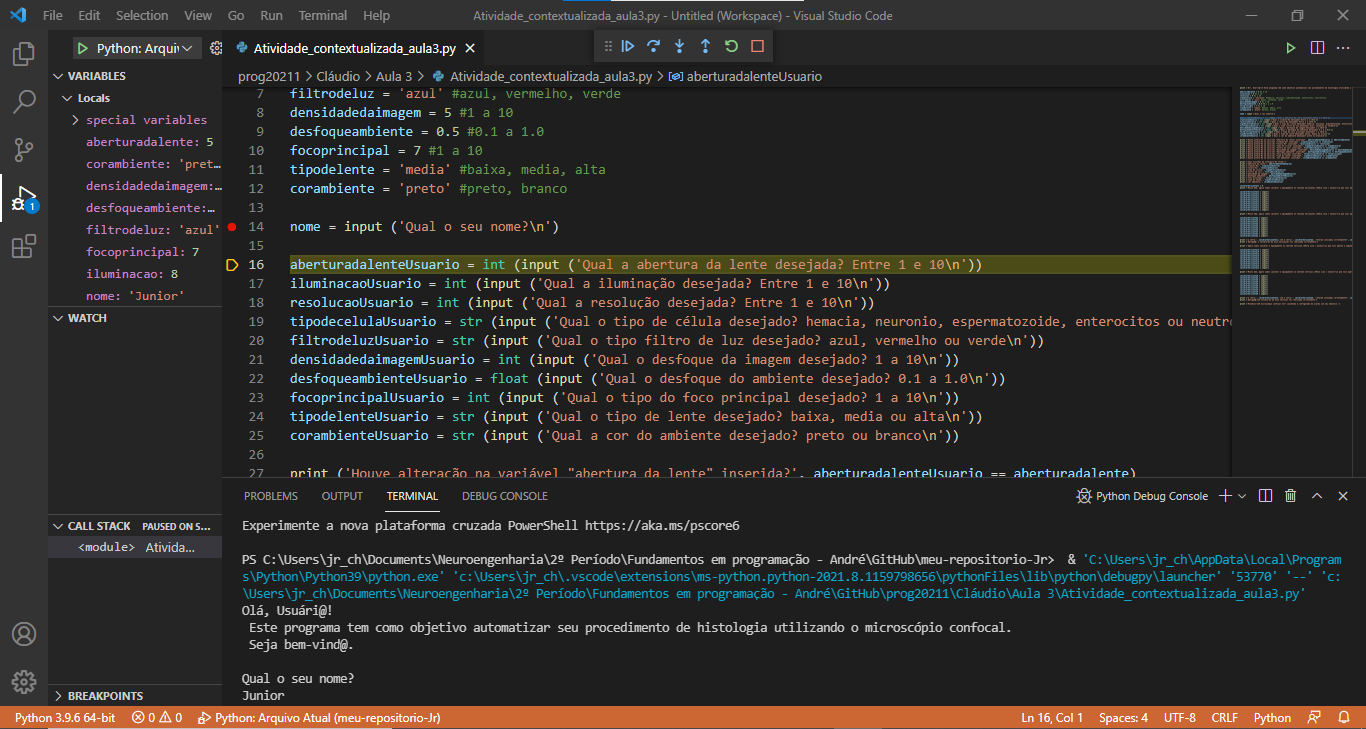 File Edit Selection View Go Run Terminal Help Atividade_contextualizada_aula3.py - Untitled (Workspace) - Visual Studio Code
Python: Arquiv
Atividade_contextualizada_aula3.py
prog20211 > Cláudio > Aula 3 > Atividade_contextualizada_aula3.py > aberturadalenteUsuario
VARIABLES
Locals
special variables
aberturadalente: 5
corambiente: 'pret…
densidadedaimagem:…
desfoqueambiente:…
filtrodeluz: 'azul'
focoprincipal: 7
iluminacao: 8
nome: 'Junior'
WATCH
CALL STACK PAUSED ON S…
<module> Ativida…
BREAKPOINTS
1
7 filtrodeluz = 'azul' #azul, vermelho, verde
8 densidadedaimagem = 5 #1 a 10
9 desfoqueambiente = 0.5 #0.1 a 1.0
10 focoprincipal = 7 #1 a 10
11 tipodelente = 'media' #baixa, media, alta
12 corambiente = 'preto' #preto, branco
13
14 nome = input ('Qual o seu nome?\n')
15
16 aberturadalenteUsuario = int (input ('Qual a abertura da lente desejada? Entre 1 e 10\n'))
17 iluminacaoUsuario = int (input ('Qual a iluminação desejada? Entre 1 e 10\n'))
18 resolucaoUsuario = int (input ('Qual a resolução desejada? Entre 1 e 10\n'))
19 tipodecelulaUsuario = str (input ('Qual o tipo de célula desejado? hemacia, neuronio, espermatozoide, enterocitos ou neutro
20 filtrodeluzUsuario = str (input ('Qual o tipo filtro de luz desejado? azul, vermelho ou verde\n'))
21 densidadedaimagemUsuario = int (input ('Qual o desfoque da imagem desejado? 1 a 10\n'))
22 desfoqueambienteUsuario = float (input ('Qual o desfoque do ambiente desejado? 0.1 a 1.0\n'))
23 focoprincipalUsuario = int (input ('Qual o tipo do foco principal desejado? 1 a 10\n'))
24 tipodelenteUsuario = str (input ('Qual o tipo de lente desejado? baixa, media ou alta\n'))
25 corambienteUsuario = str (input ('Qual a cor do ambiente desejado? preto ou branco\n'))
26
27 print ('Houve alteração na variável "abertura da lente" inserida?', aberturadalenteUsuario == aberturadalente)
PROBLEMS OUTPUT TERMINAL DEBUG CONSOLE Python Debug Console
Experimente a nova plataforma cruzada PowerShell https://aka.ms/pscore6
PS C:\Users\jr_ch\Documents\Neuroengenharia\2º Período\Fundamentos em programação - André\GitHub\meu-repositorio-Jr> & 'C:\Users\jr_ch\AppData\Local\Program
s\Python\Python39\python.exe' 'c:\Users\jr_ch\.vscode\extensions\ms-python.python-2021.8.1159798656\pythonFiles\lib\python\debugpy\launcher' '53770' '--' 'c:
\Users\jr_ch\Documents\Neuroengenharia\2º Período\Fundamentos em programação - André\GitHub\prog20211\Cláudio\Aula 3\Atividade_contextualizada_aula3.py'
Olá, Usuári@!
Este programa tem como objetivo automatizar seu procedimento de histologia utilizando o microscópio confocal.
Seja bem-vind@.
Qual o seu nome?
Junior
Python 3.9.6 64-bit 0 0 Python: Arquivo Atual (meu-repositorio-Jr) Ln 16, Col 1 Spaces: 4 UTF-8 CRLF Python